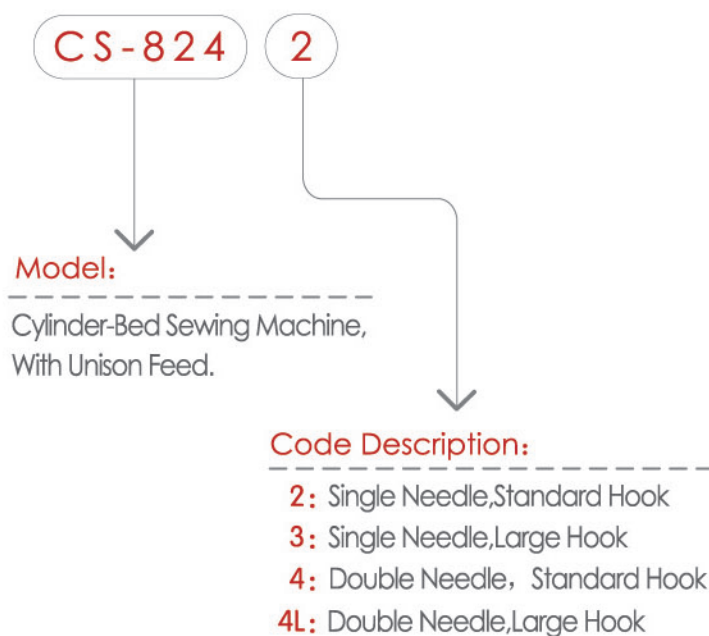 CS-824 2
Model:
Cylinder-Bed Sewing Machine,
With Unison Feed.
Code Description:
2: Single Needle,Standard Hook
3: Single Needle,Large Hook
4: Double Needle，Standard Hook
4L: Double Needle,Large Hook